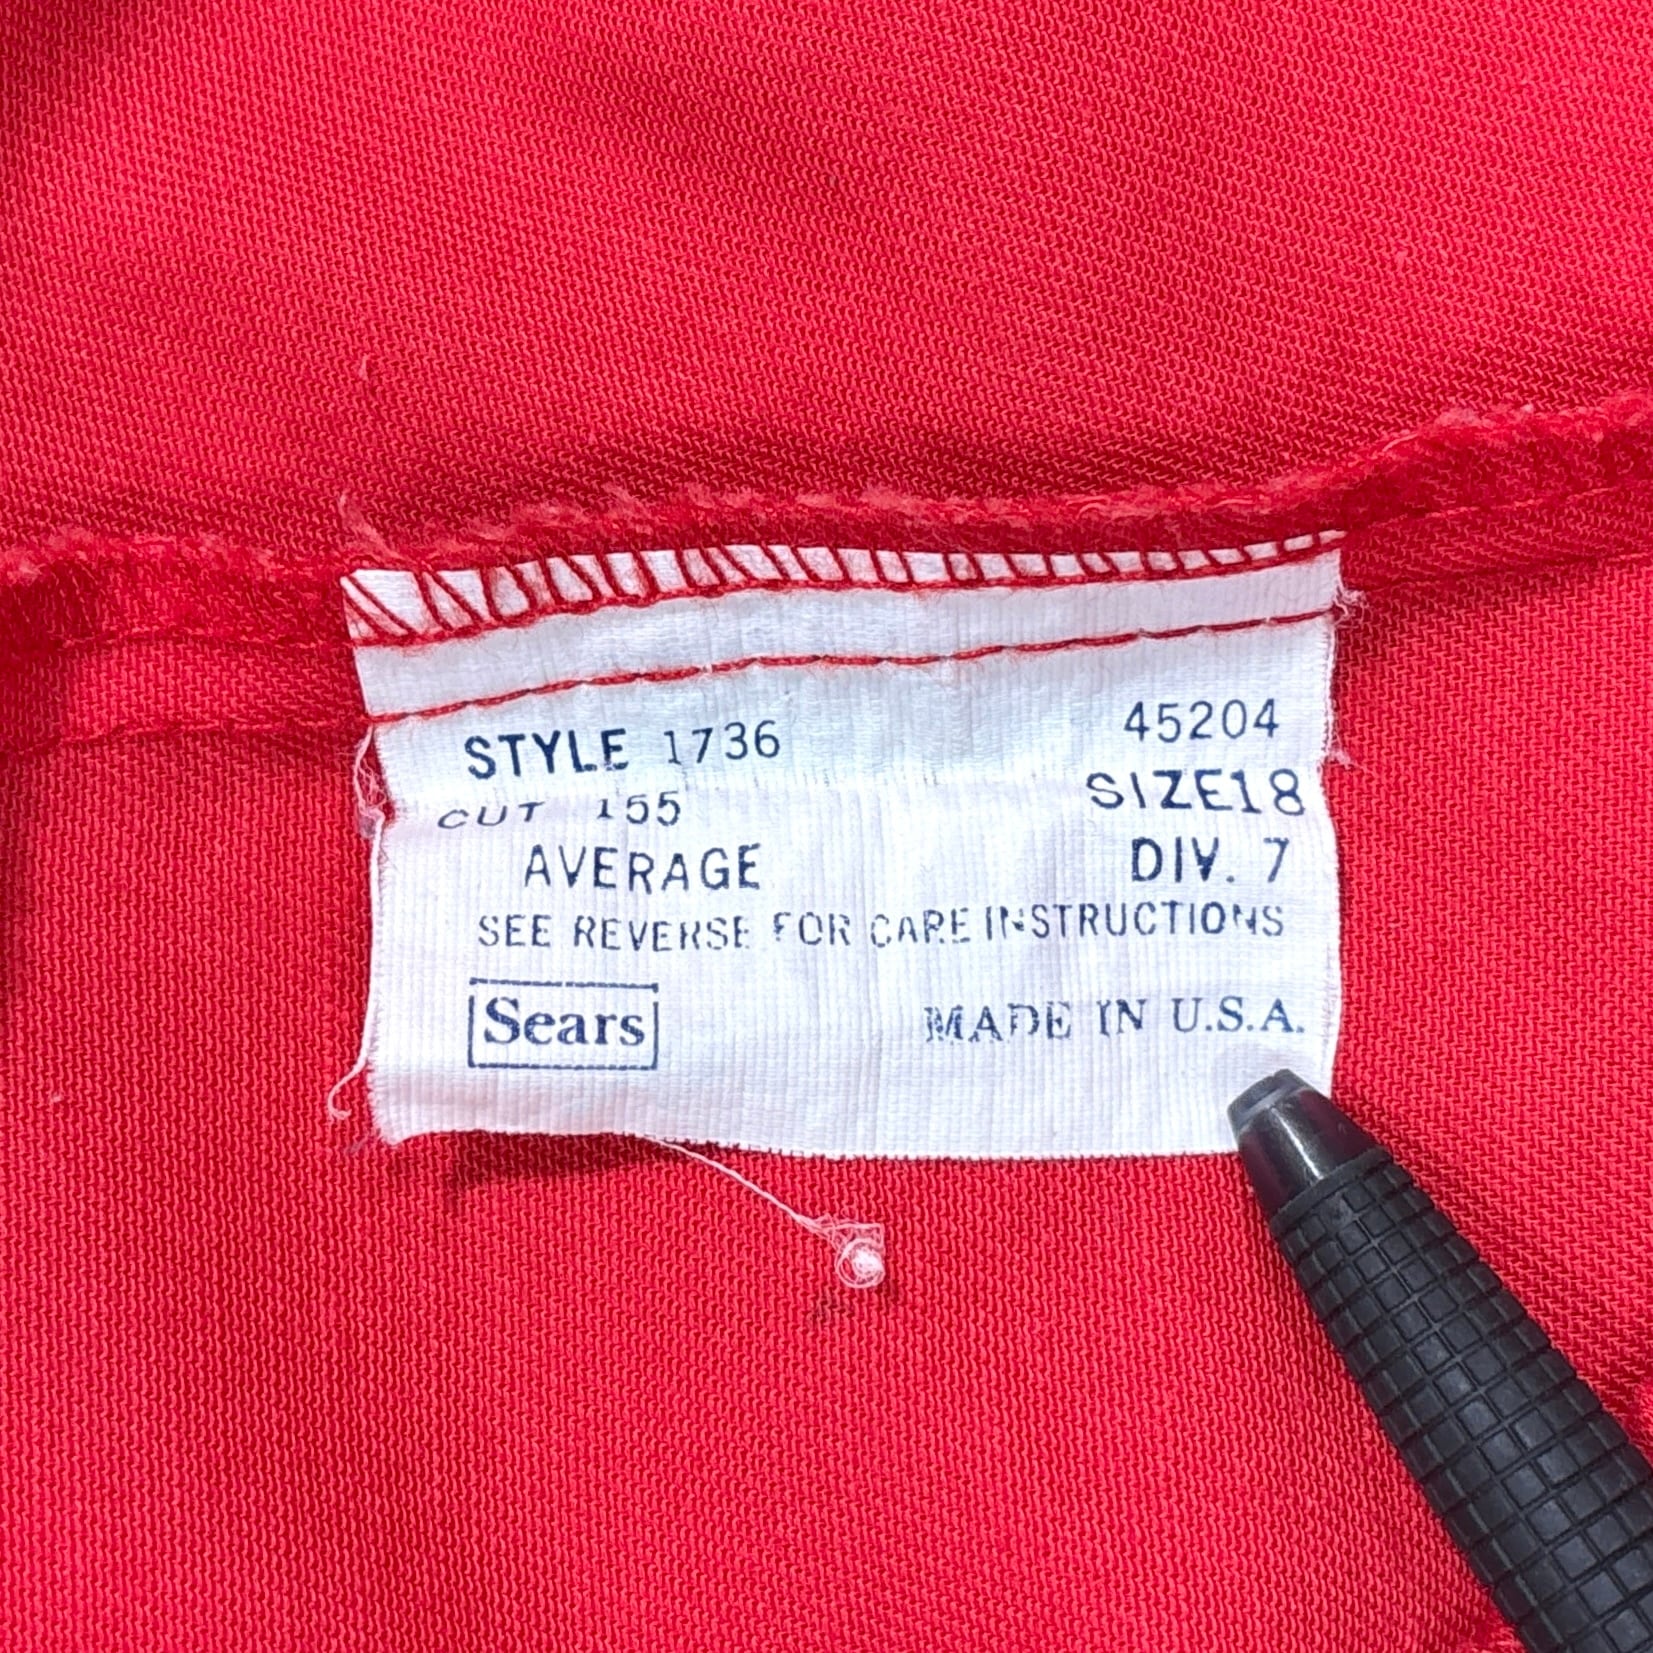 STYLE 1736 45204
CUT 155 SIZE18
AVERAGE DIV. 7
SEE REVERSE FOR CARE INSTRUCTIONS
Sears MADE IN U.S.A.